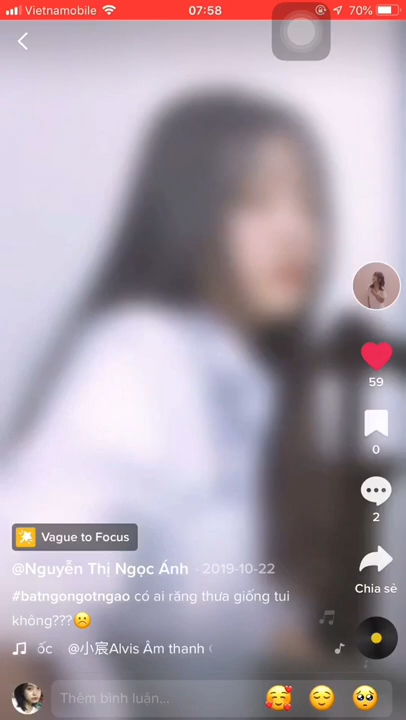 Vietnamobile 07:58 70%
59
0
2
Chia sẻ
Vague to Focus
@Nguyễn Thị Ngọc Ánh · 2019-10-22
#batngongotngao có ai răng thưa giống tui
không???☹️
ốc @小宸Alvis Âm thanh
Thêm bình luận...